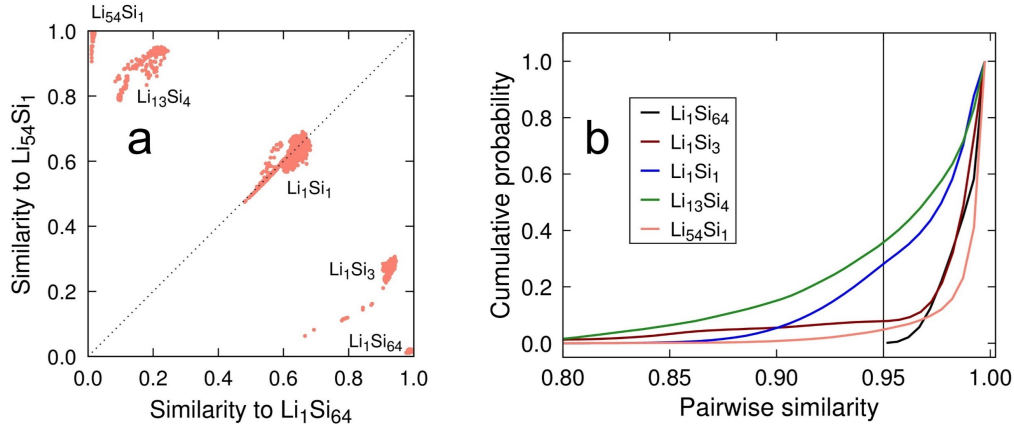 Li₅₄Si₁
1.0
0.8
0.6
0.4
0.2
0.0
Similarity to Li₅₄Si₁
a
Li₁₃Si₄
Li₁Si₁
Li₁Si₃
Li₁Si₆₄
0.0 0.2 0.4 0.6 0.8 1.0
Similarity to Li₁Si₆₄
1.0
0.8
0.6
0.4
0.2
0.0
Cumulative probability
b
Li₁Si₆₄
Li₁Si₃
Li₁Si₁
Li₁₃Si₄
Li₅₄Si₁
0.80 0.85 0.90 0.95 1.00
Pairwise similarity